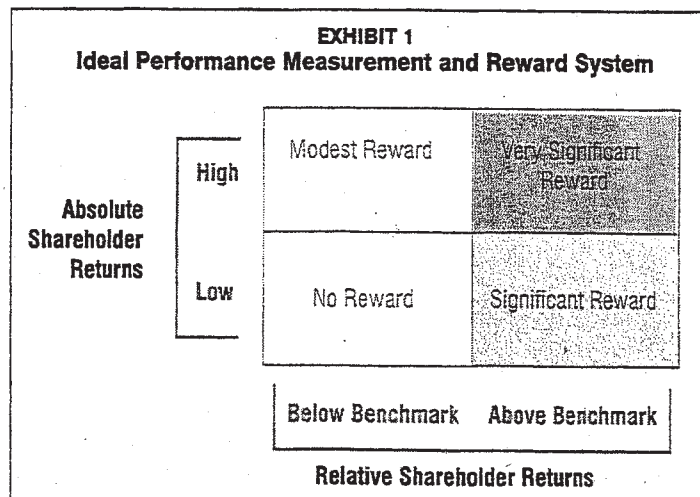 EXHIBIT 1
Ideal Performance Measurement and Reward System
Modest Reward
Very Significant
Reward
High
Absolute
Shareholder
Returns
Low
No Reward
Significant Reward
Below Benchmark
Above Benchmark
Relative Shareholder Returns